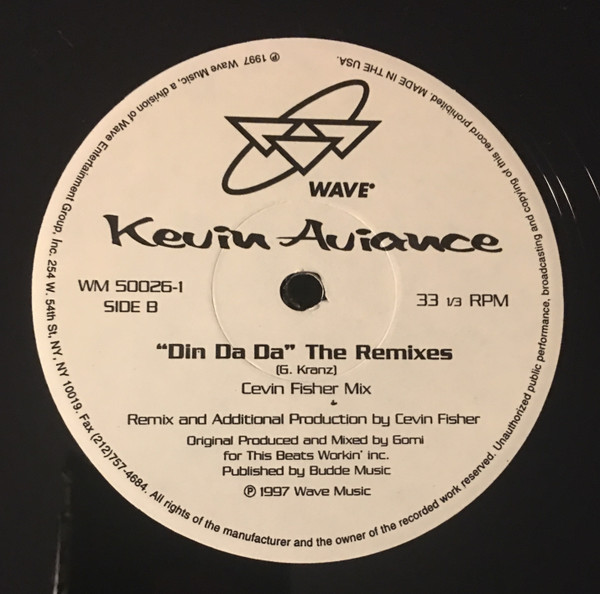 WAVE
Kevin Aviance
WM 50026-1
SIDE B
33 1/3 RPM
“Din Da Da” The Remixes
(G. Kranz)
Cevin Fisher Mix
Remix and Additional Production by Cevin Fisher
Original Produced and Mixed by Gomi
for This Beats Workin' inc.
Published by Budde Music
℗ 1997 Wave Music
℗ 1997 Wave Music, a division of Wave Entertainment Group, Inc. 254 W. 54th St, NY, NY 10019. Fax (212)757-4684. All rights of the manufacturer and the owner of the recorded work reserved. Unauthorized public performance, broadcasting and copying of this record prohibited. MADE IN THE USA.